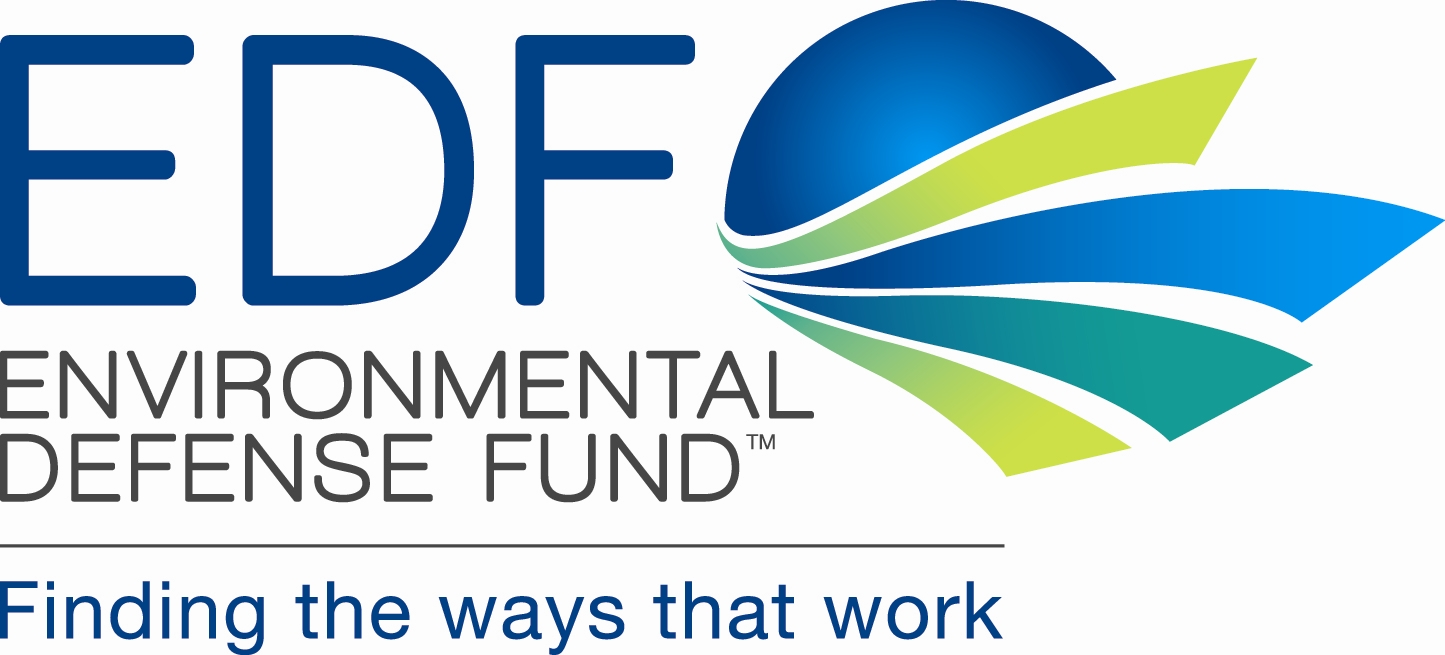 EDF
ENVIRONMENTAL
DEFENSE FUND™
Finding the ways that work